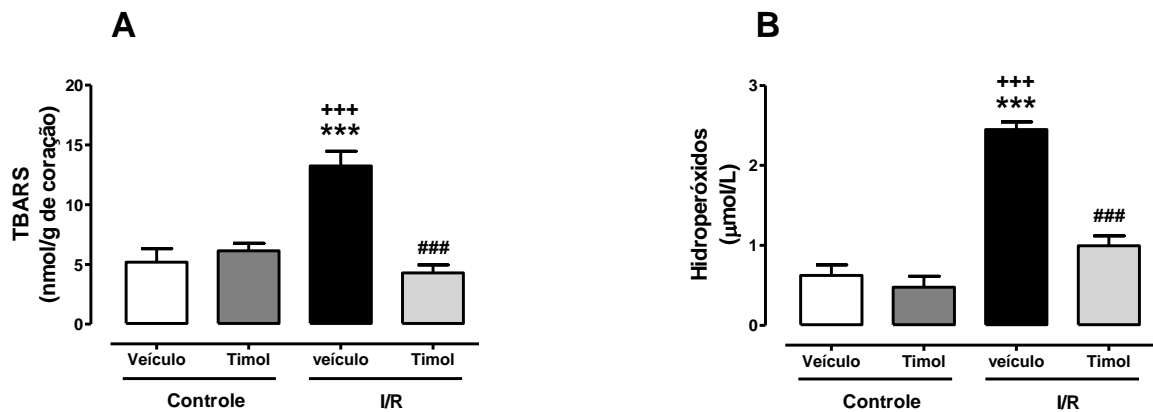 A
TBARS
(nmol/g de coração)
20
15
10
5
0
+++
***
###
Veículo Timol veículo Timol
Controle I/R
B
Hidroperóxidos
(μmol/L)
3
2
1
0
+++
***
###
Veículo Timol veículo Timol
Controle I/R